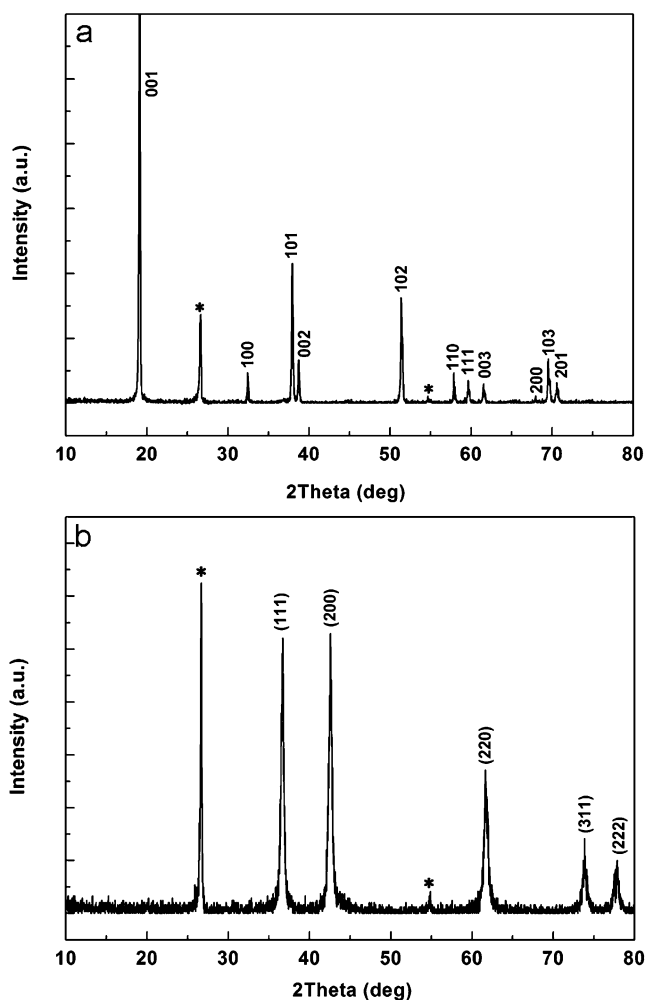 a
001
*
100
101
002
102
*
110
111
003
200
103
201
Intensity (a.u.)
10 20 30 40 50 60 70 80
2Theta (deg)
b
*
(111)
(200)
*
(220)
(311)
(222)
Intensity (a.u.)
10 20 30 40 50 60 70 80
2Theta (deg)